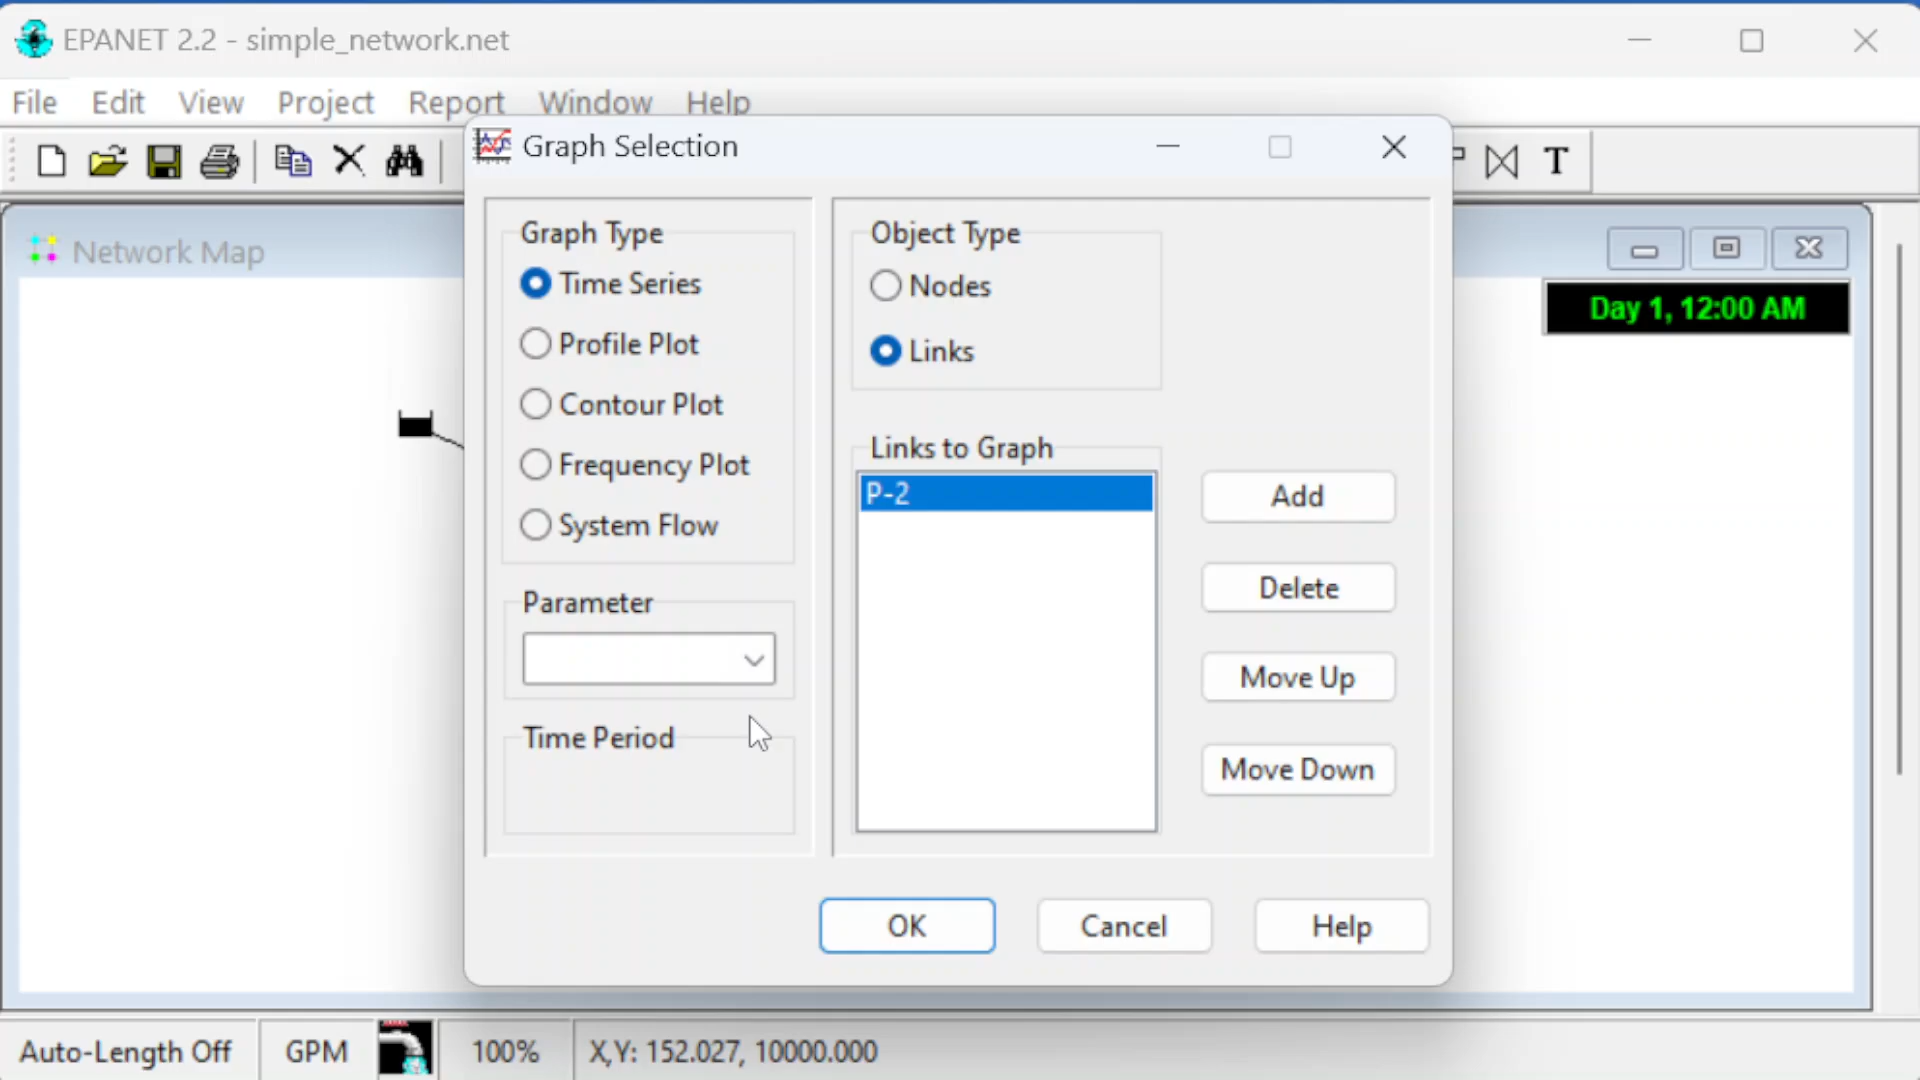 EPANET 2.2 - simple_network.net
File Edit View Project Report Window Help
Graph Selection
T
Network Map
Day 1, 12:00 AM
Graph Type
Time Series
Profile Plot
Contour Plot
Frequency Plot
System Flow
Parameter
Time Period
Object Type
Nodes
Links
Links to Graph
P-2
Add
Delete
Move Up
Move Down
OK Cancel Help
Auto-Length Off GPM 100% X,Y: 152.027, 10000.000